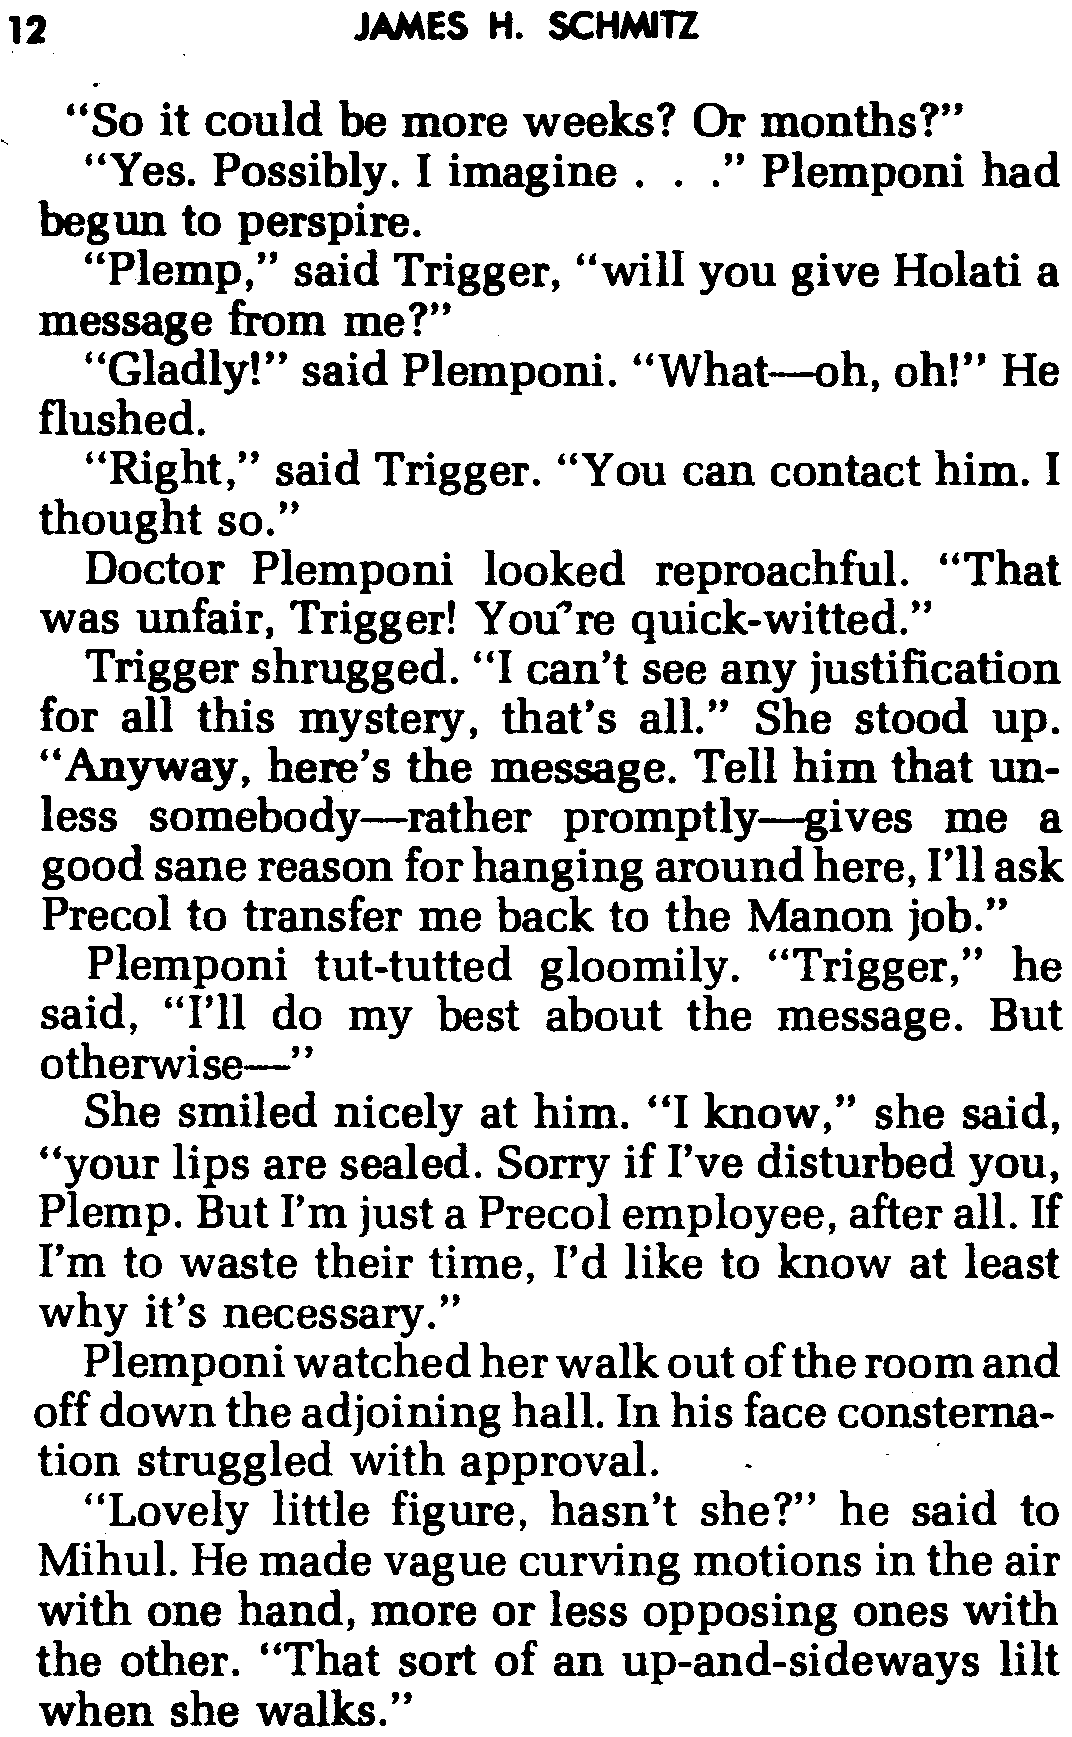 12 JAMES H. SCHMITZ
“So it could be more weeks? Or months?”
“Yes. Possibly. I imagine . . .” Plemponi had
begun to perspire.
“Plemp,” said Trigger, “will you give Holati a
message from me?”
“Gladly!” said Plemponi. “What—oh, oh!” He
flushed.
“Right,” said Trigger. “You can contact him. I
thought so.”
Doctor Plemponi looked reproachful. “That
was unfair, Trigger! You’re quick-witted.”
Trigger shrugged. “I can’t see any justification
for all this mystery, that’s all.” She stood up.
“Anyway, here’s the message. Tell him that un-
less somebody—rather promptly—gives me a
good sane reason for hanging around here, I’ll ask
Precol to transfer me back to the Manon job.”
Plemponi tut-tutted gloomily. “Trigger,” he
said, “I’ll do my best about the message. But
otherwise—”
She smiled nicely at him. “I know,” she said,
“your lips are sealed. Sorry if I’ve disturbed you,
Plemp. But I’m just a Precol employee, after all. If
I’m to waste their time, I’d like to know at least
why it’s necessary.”
Plemponi watched her walk out of the room and
off down the adjoining hall. In his face consterna-
tion struggled with approval.
“Lovely little figure, hasn’t she?” he said to
Mihul. He made vague curving motions in the air
with one hand, more or less opposing ones with
the other. “That sort of an up-and-sideways lilt
when she walks.”